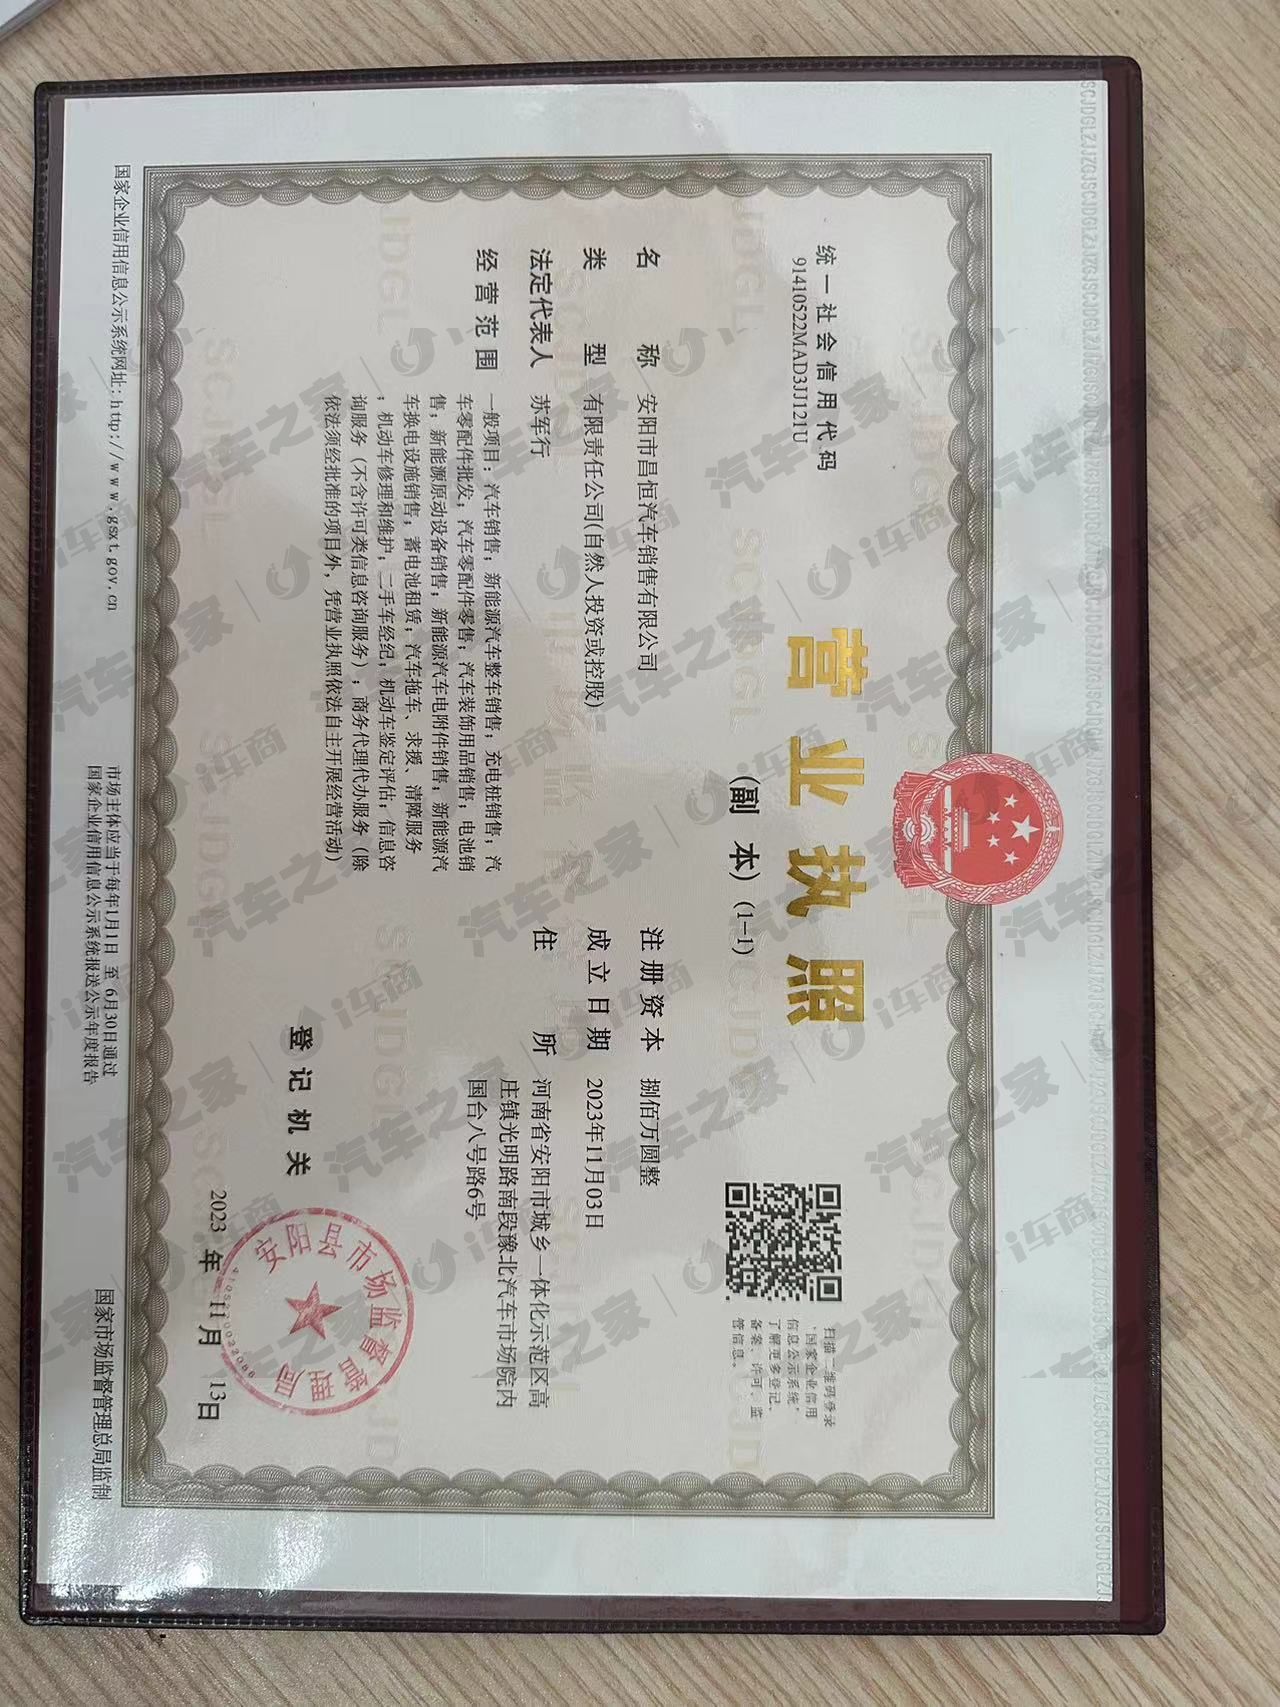 统一社会信用代码
91410522MAD3JJ121U
营业执照
(副 本) (1-1)
扫描二维码登录
“国家企业信用
信息公示系统”
了解更多登记、
备案、许可、监
管信息。
名 称 安阳市昌恒汽车销售有限公司
类 型 有限责任公司(自然人投资或控股)
法定代表人 苏军行
经营范围 一般项目：汽车销售；新能源汽车整车销售；充电桩销售；汽
车零配件批发；汽车零配件零售；汽车装饰用品销售；电池销
售；新能源原动设备销售；新能源汽车电附件销售；新能源汽
车换电设施销售；蓄电池租赁；汽车拖车、求援、清障服务
；机动车修理和维护；二手车经纪；机动车鉴定评估；信息咨
询服务（不含许可类信息咨询服务）；商务代理代办服务（除
依法须经批准的项目外，凭营业执照依法自主开展经营活动）
注册资本 捌佰万圆整
成立日期 2023年11月03日
住 所 河南省安阳市城乡一体化示范区高
庄镇光明路南段豫北汽车市场院内
国台八号路6号
登记机关
安阳县市场监督管理局
2023 年 11 月 13日
国家企业信用信息公示系统网址: http://www.gsxt.gov.cn
市场主体应当于每年1月1日 至 6月30日通过
国家企业信用信息公示系统报送公示年度报告
国家市场监督管理总局监制
汽车之家 | i车商